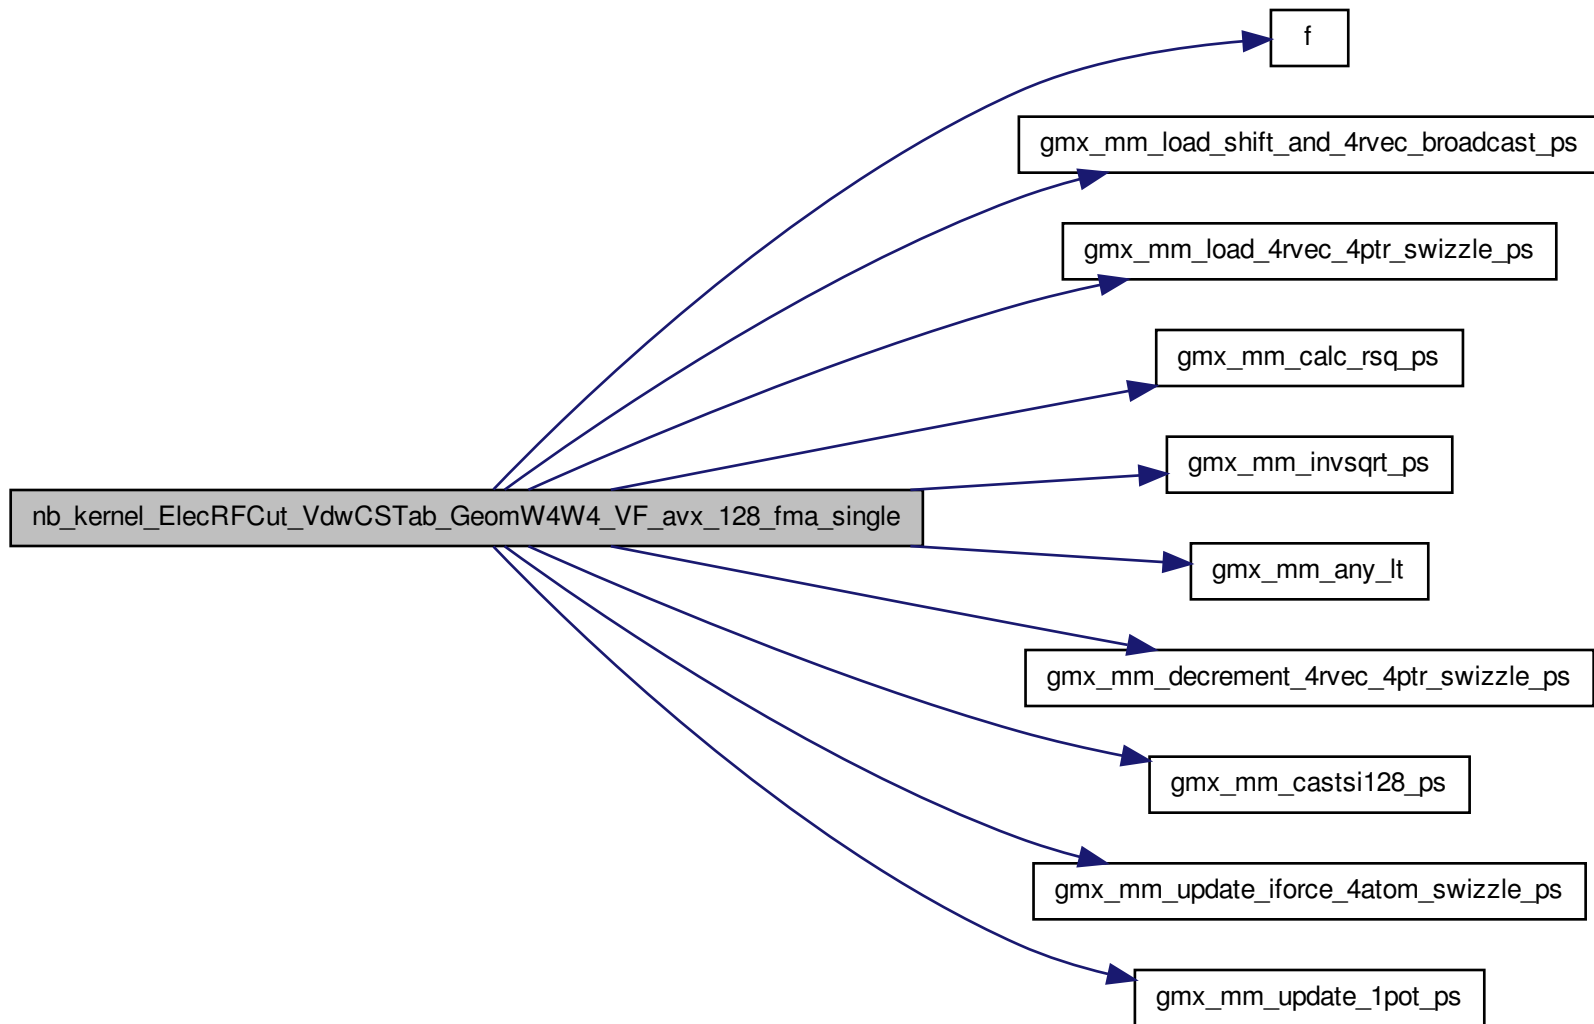 f
gmx_mm_load_shift_and_4rvec_broadcast_ps
gmx_mm_load_4rvec_4ptr_swizzle_ps
gmx_mm_calc_rsq_ps
gmx_mm_invsqrt_ps
nb_kernel_ElecRFCut_VdwCSTab_GeomW4W4_VF_avx_128_fma_single
gmx_mm_any_lt
gmx_mm_decrement_4rvec_4ptr_swizzle_ps
gmx_mm_castsi128_ps
gmx_mm_update_iforce_4atom_swizzle_ps
gmx_mm_update_1pot_ps